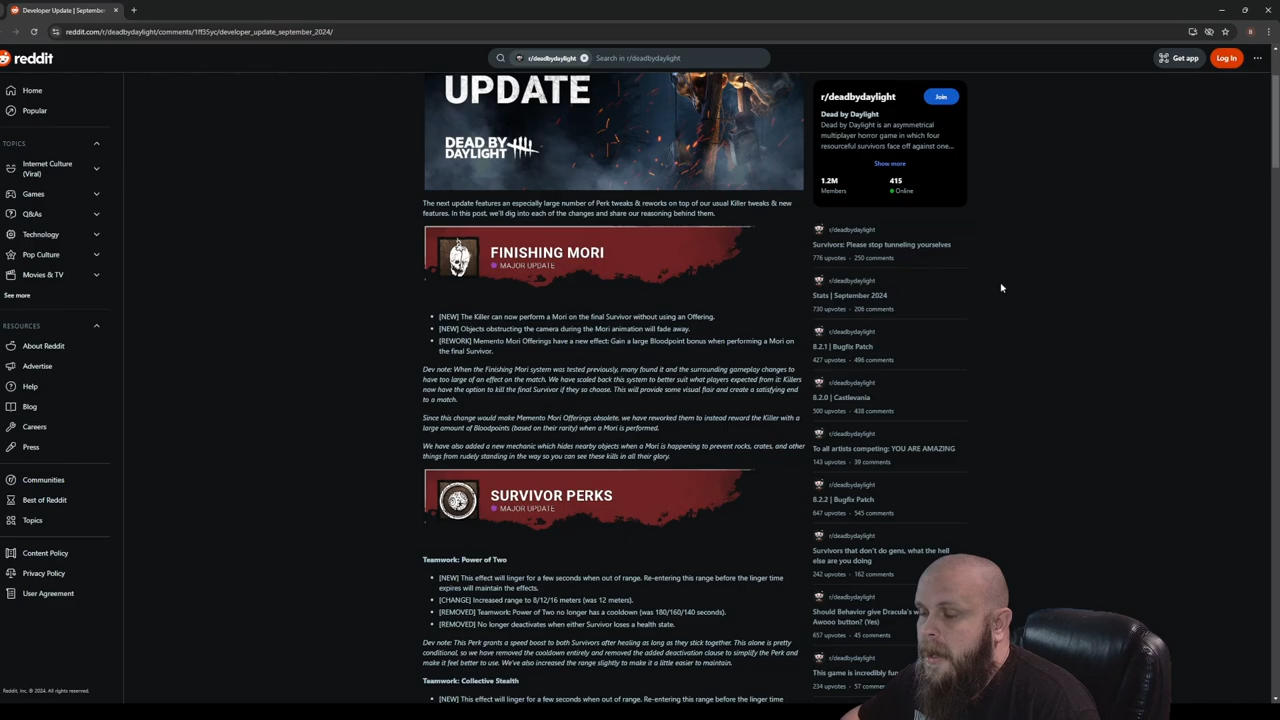 Developer Update | September
reddit.com/r/deadbydaylight/comments/1ff35yc/developer_update_september_2024/
reddit
r/deadbydaylight
Search in r/deadbydaylight
Get app
Log In
Home
Popular
TOPICS
Internet Culture
(Viral)
Games
Q&As
Technology
Pop Culture
Movies & TV
See more
RESOURCES
About Reddit
Advertise
Help
Blog
Careers
Press
Communities
Best of Reddit
Topics
Content Policy
Privacy Policy
User Agreement
Reddit, Inc. © 2024. All rights reserved.
UPDATE
DEAD BY
DAYLIGHT
The next update features an especially large number of Perk tweaks & reworks on top of our usual Killer tweaks & new
features. In this post, we'll dig into each of the changes and share our reasoning behind them.
FINISHING MORI
MAJOR UPDATE
[NEW] The Killer can now perform a Mori on the final Survivor without using an Offering.
[NEW] Objects obstructing the camera during the Mori animation will fade away.
[REWORK] Memento Mori Offerings have a new effect: Gain a large Bloodpoint bonus when performing a Mori on
the final Survivor.
Dev note: When the Finishing Mori system was tested previously, many found it and the surrounding gameplay changes to
have too large of an effect on the match. We have scaled back this system to better suit what players expected from it: Killers
now have the option to kill the final Survivor if they so choose. This will provide some visual flair and create a satisfying end
to a match.
Since this change would make Memento Mori Offerings obsolete, we have reworked them to instead reward the Killer with a
large amount of Bloodpoints (based on their rarity) when a Mori is performed.
We have also added a new mechanic which hides nearby objects when a Mori is happening to prevent rocks, crates, and other
things from rudely standing in the way so you can see these kills in all their glory.
SURVIVOR PERKS
MAJOR UPDATE
Teamwork: Power of Two
[NEW] This effect will linger for a few seconds when out of range. Re-entering this range before the linger time
expires will maintain the effects.
[CHANGE] Increased range to 8/12/16 meters (was 12 meters).
[REMOVED] Teamwork: Power of Two no longer has a cooldown (was 180/160/140 seconds).
[REMOVED] No longer deactivates when either Survivor loses a health state.
Dev note: This Perk grants a speed boost to both Survivors after healing as long as they stick together. This alone is pretty
conditional, so we have removed the cooldown entirely and removed the added deactivation clause to simplify the Perk and
make it feel better to use. We've also increased the range slightly to make it a little easier to maintain.
Teamwork: Collective Stealth
[NEW] This effect will linger for a few seconds when out of range. Re-entering this range before the linger time
r/deadbydaylight
Join
Dead by Daylight
Dead by Daylight is an asymmetrical
multiplayer horror game in which four
resourceful survivors face off against one...
Show more
1.2M
415
Members
Online
r/deadbydaylight
Survivors: Please stop tunneling yourselves
776 upvotes · 250 comments
r/deadbydaylight
Stats | September 2024
730 upvotes · 206 comments
r/deadbydaylight
8.2.1 | Bugfix Patch
427 upvotes · 496 comments
r/deadbydaylight
8.2.0 | Castlevania
500 upvotes · 438 comments
r/deadbydaylight
To all artists competing: YOU ARE AMAZING
143 upvotes · 39 comments
r/deadbydaylight
8.2.2 | Bugfix Patch
647 upvotes · 545 comments
r/deadbydaylight
Survivors that don't do gens, what the hell
else are you doing
242 upvotes · 162 comments
r/deadbydaylight
Should Behavior give Dracula's
Awooo button? (Yes)
657 upvotes · 45 comments
r/deadbydaylight
This game is incredibly
234 upvotes · 57